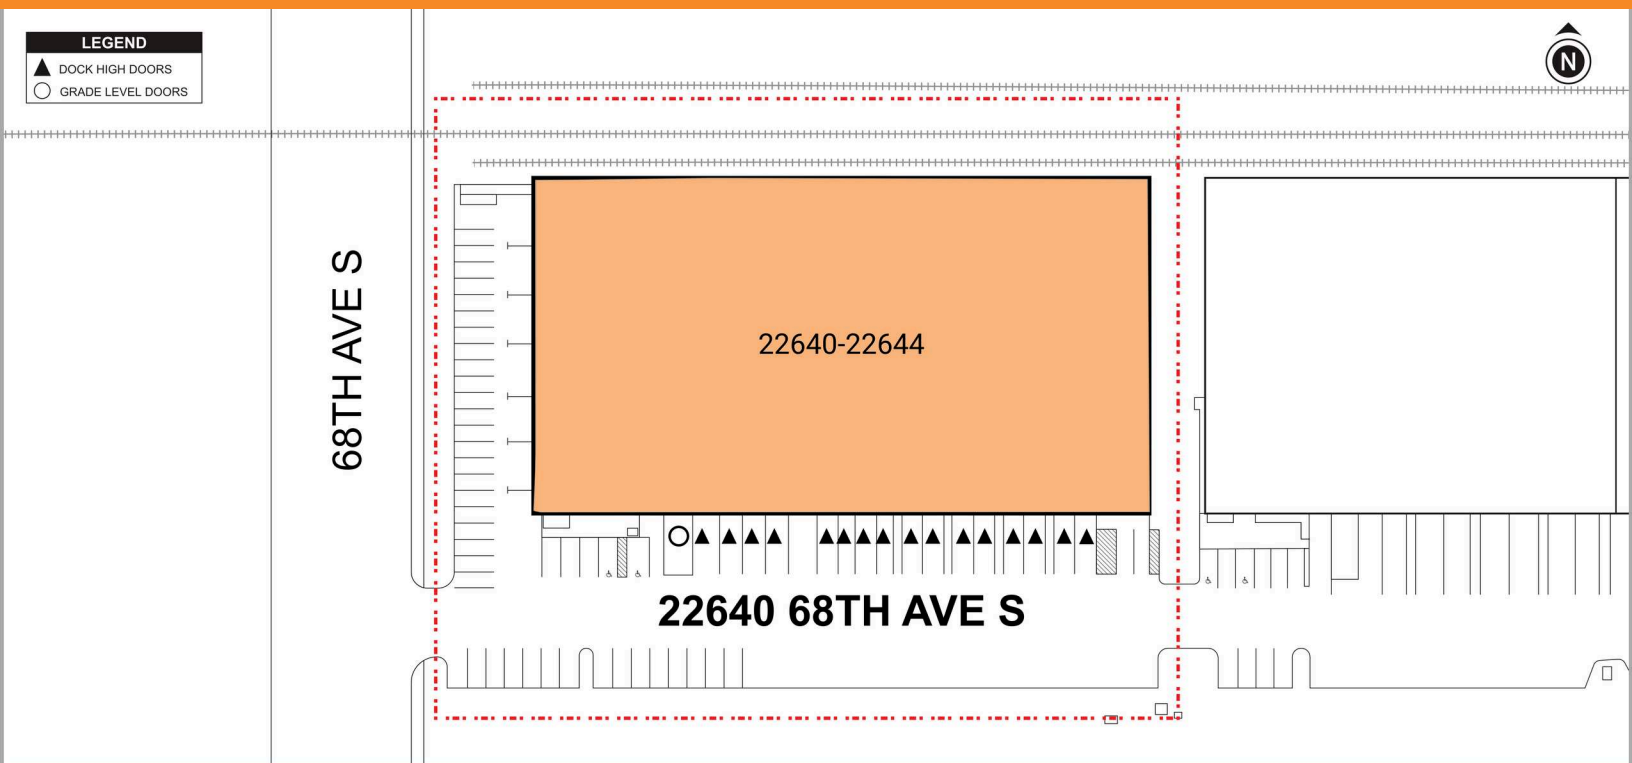 LEGEND
DOCK HIGH DOORS
GRADE LEVEL DOORS
N
68TH AVE S
22640-22644
22640 68TH AVE S